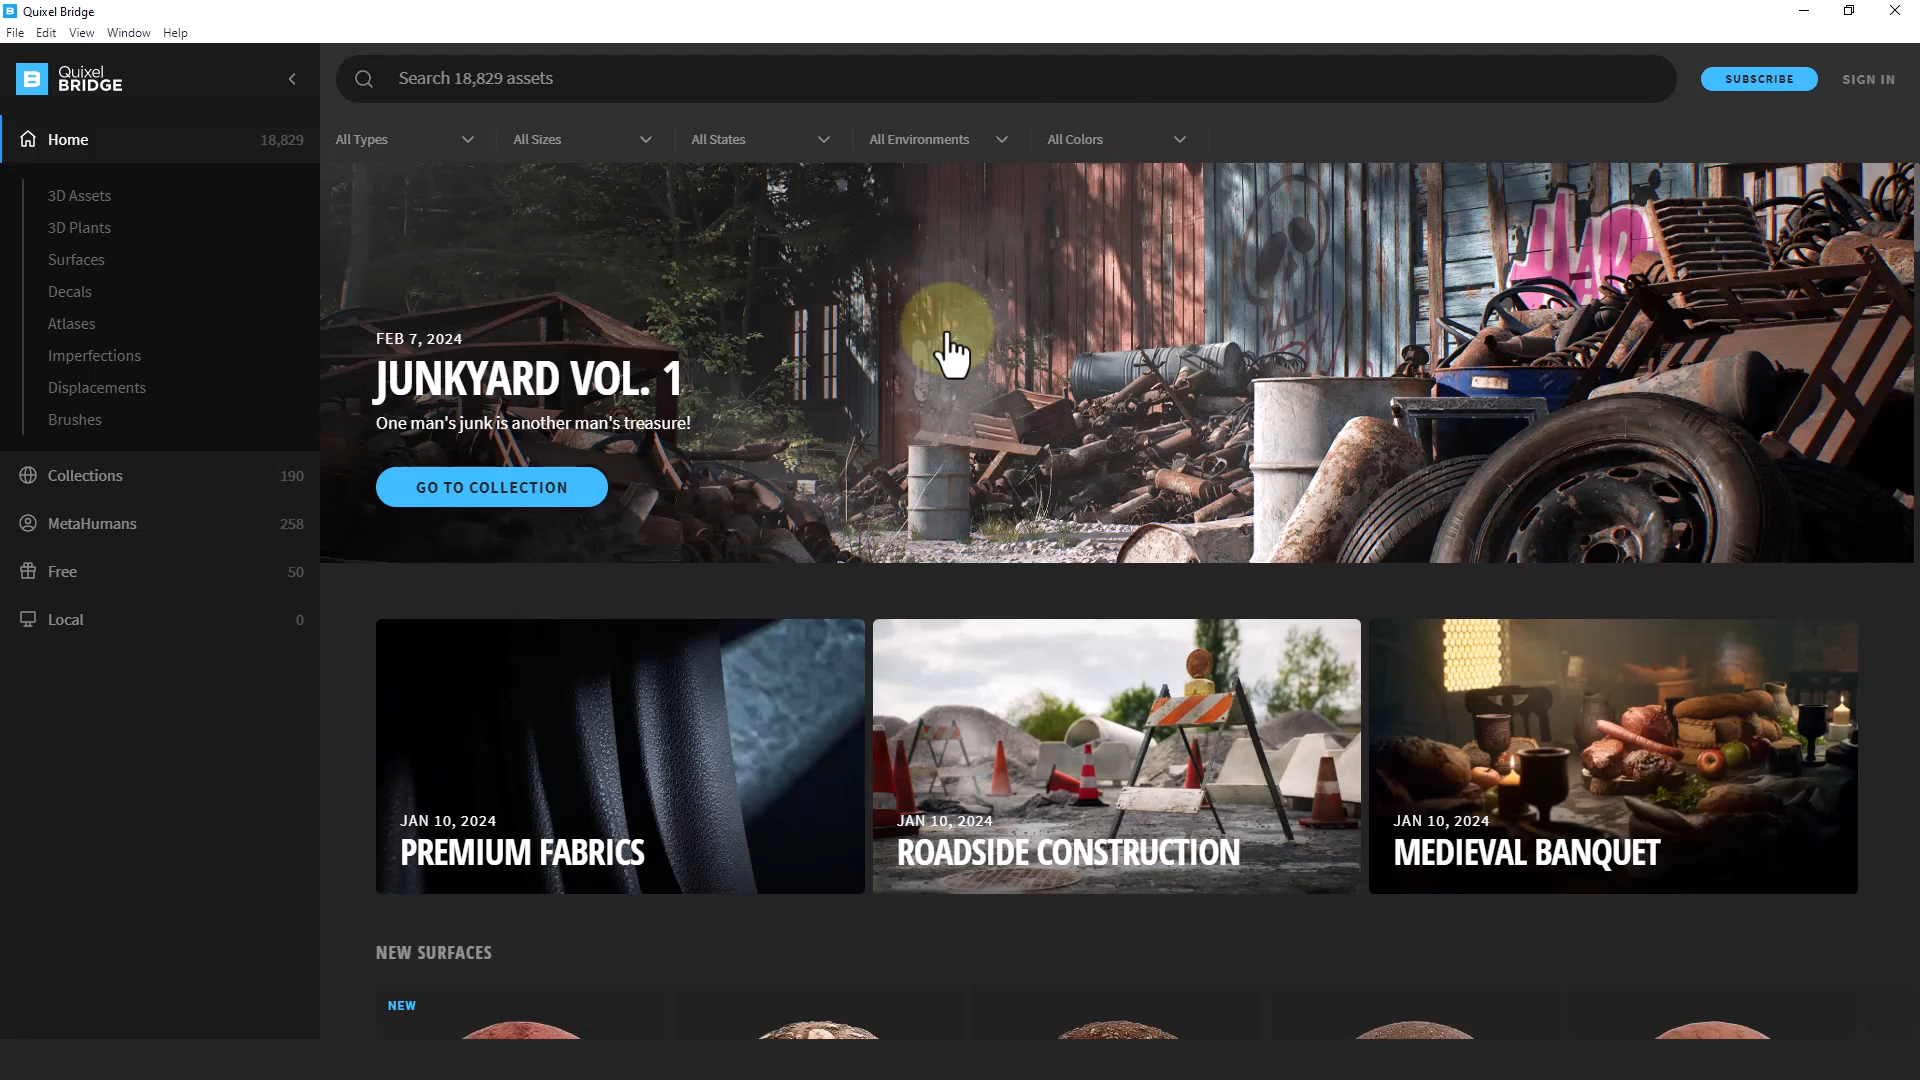 Quixel Bridge
File Edit View Window Help
Quixel
BRIDGE
Search 18,829 assets
SUBSCRIBE
SIGN IN
Home 18,829
All Types
All Sizes
All States
All Environments
All Colors
3D Assets
3D Plants
Surfaces
Decals
Atlases
Imperfections
Displacements
Brushes
Collections 190
MetaHumans 258
Free 50
Local 0
FEB 7, 2024
JUNKYARD VOL. 1
One man's junk is another man's treasure!
GO TO COLLECTION
JAN 10, 2024
PREMIUM FABRICS
JAN 10, 2024
ROADSIDE CONSTRUCTION
JAN 10, 2024
MEDIEVAL BANQUET
NEW SURFACES
NEW